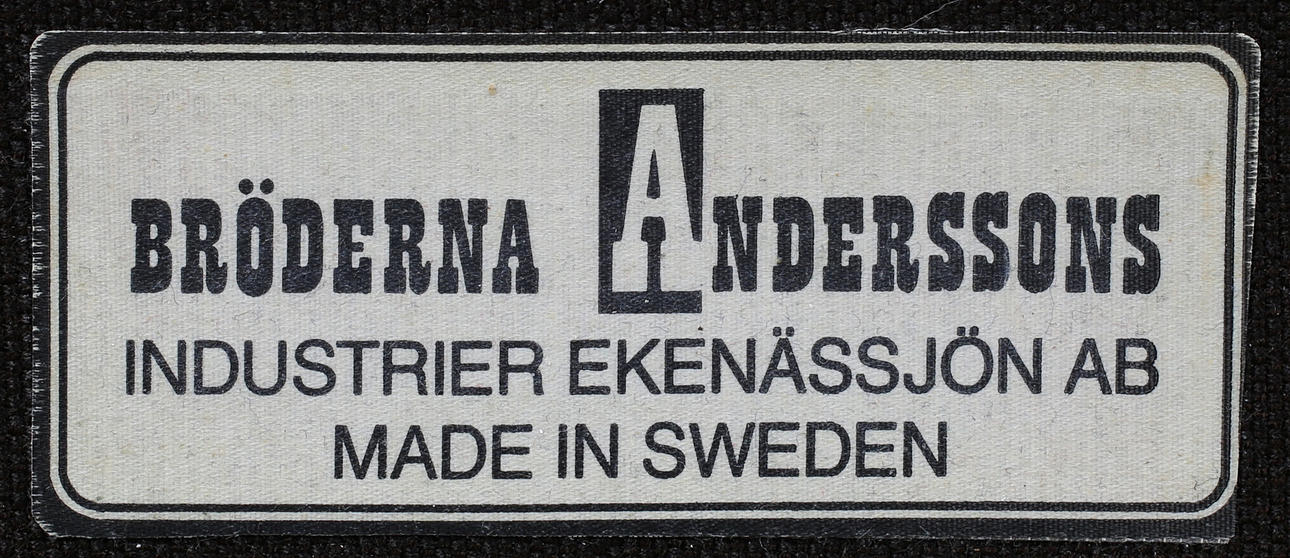 BRÖDERNA ANDERSSONS
INDUSTRIER EKENÄSSJÖN AB
MADE IN SWEDEN